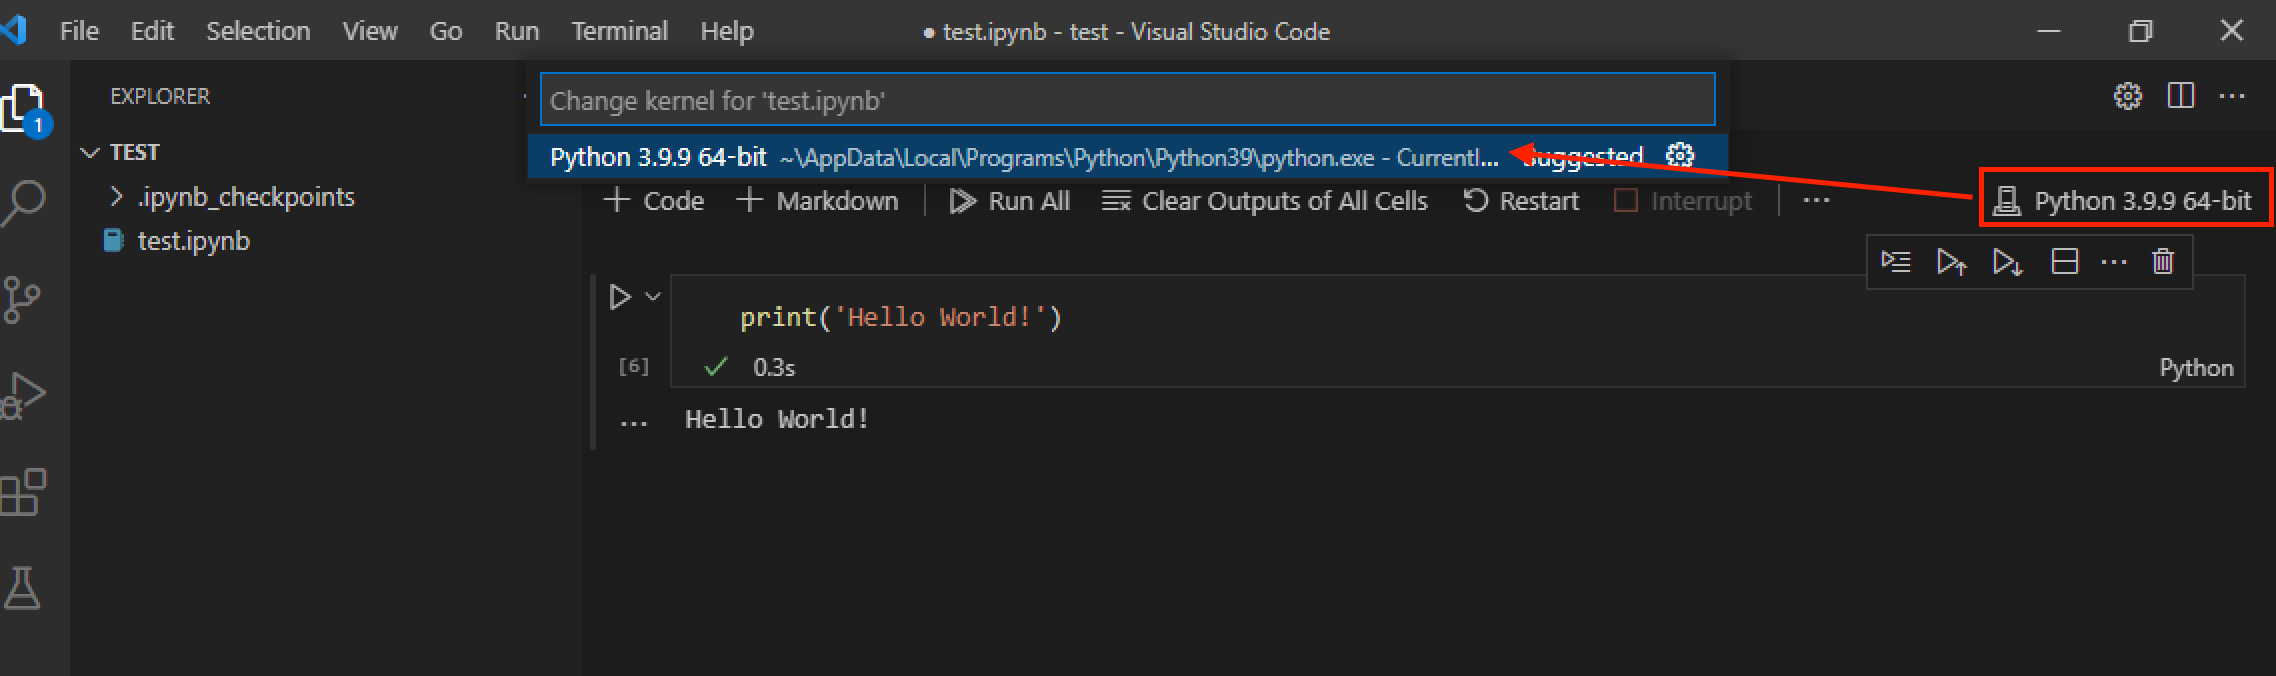 File Edit Selection View Go Run Terminal Help ● test.ipynb - test - Visual Studio Code
EXPLORER
Change kernel for 'test.ipynb'
1
TEST
Python 3.9.9 64-bit ~\AppData\Local\Programs\Python\Python39\python.exe - Currentl... Suggested
.ipynb_checkpoints
Code Markdown Run All Clear Outputs of All Cells Restart Interrupt ... Python 3.9.9 64-bit
test.ipynb
print('Hello World!')
[6] 0.3s Python
... Hello World!